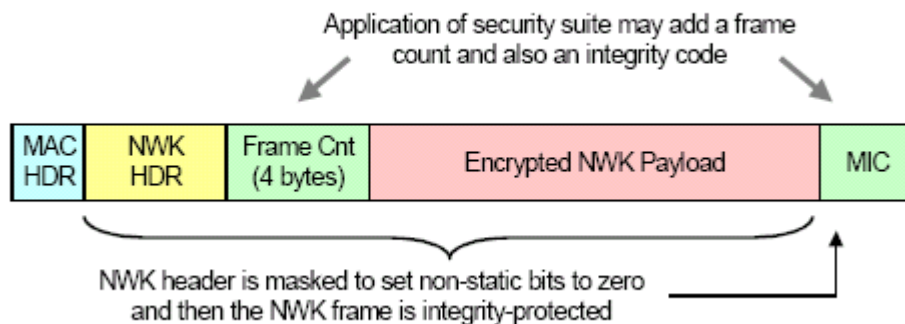 Application of security suite may add a frame
count and also an integrity code
MAC
HDR
NWK
HDR
Frame Cnt
(4 bytes)
Encrypted NWK Payload
MIC
NWK header is masked to set non-static bits to zero
and then the NWK frame is integrity-protected